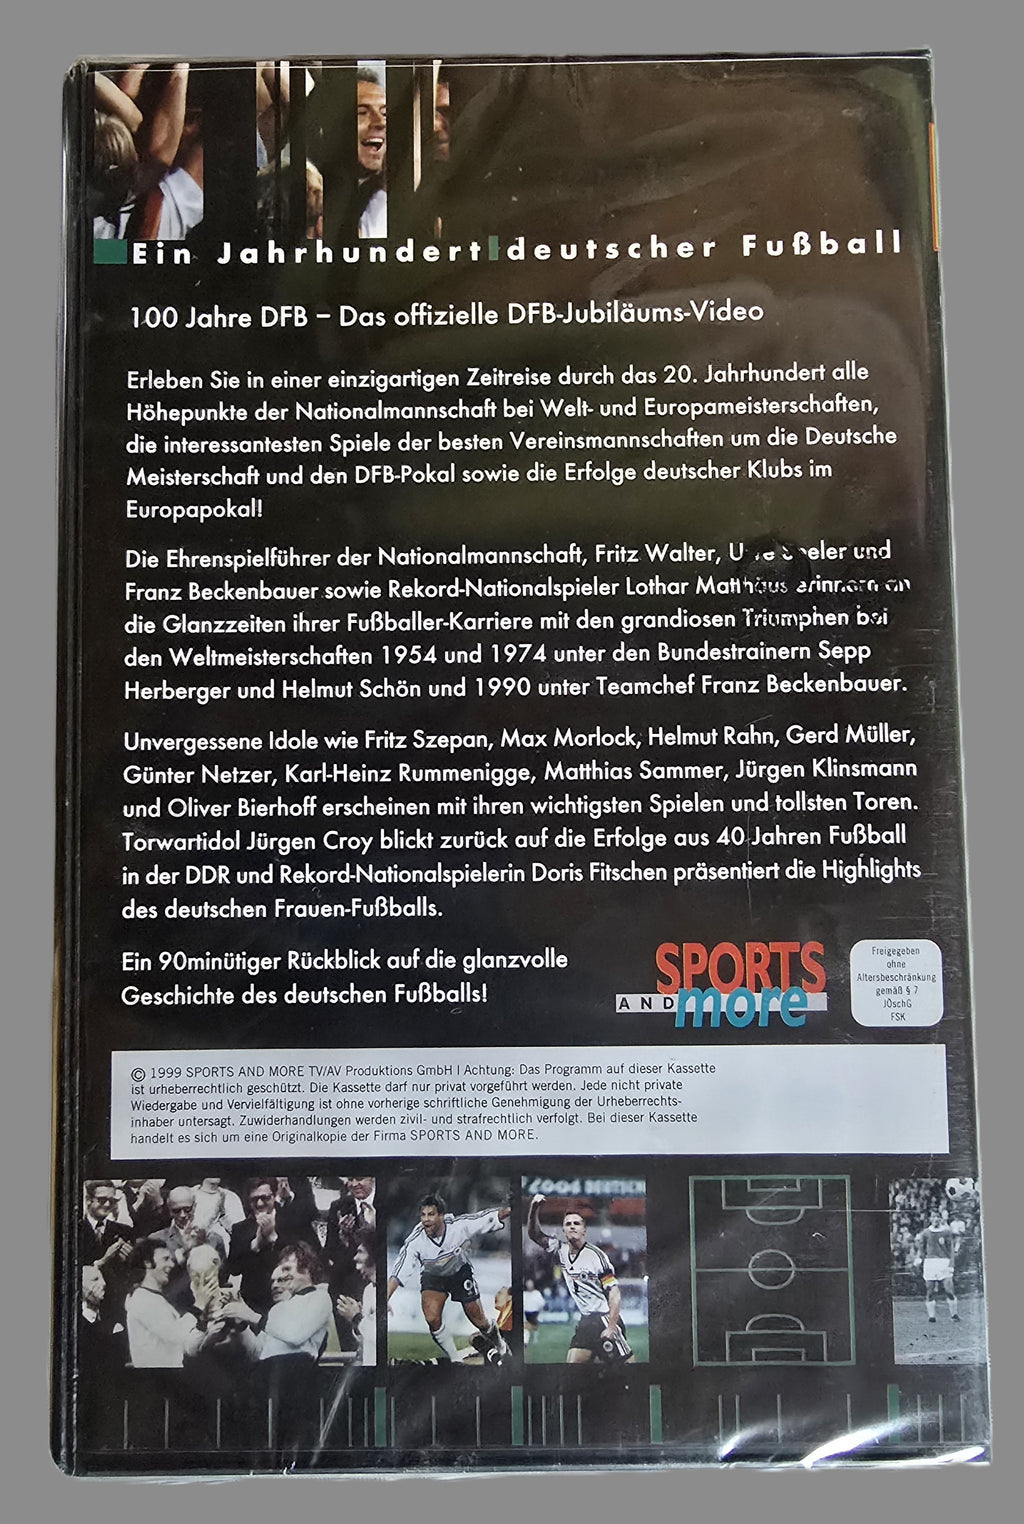 Ein Jahrhundert deutscher Fußball
100 Jahre DFB – Das offizielle DFB-Jubiläums-Video
Erleben Sie in einer einzigartigen Zeitreise durch das 20. Jahrhundert alle
Höhepunkte der Nationalmannschaft bei Welt- und Europameisterschaften,
die interessantesten Spiele der besten Vereinsmannschaften um die Deutsche
Meisterschaft und den DFB-Pokal sowie die Erfolge deutscher Klubs im
Europapokal!
Die Ehrenspielführer der Nationalmannschaft, Fritz Walter, Uwe Seeler und
Franz Beckenbauer sowie Rekord-Nationalspieler Lothar Matthäus erinnern an
die Glanzzeiten ihrer Fußballer-Karriere mit den grandiosen Triumphen bei
den Weltmeisterschaften 1954 und 1974 unter den Bundestrainern Sepp
Herberger und Helmut Schön und 1990 unter Teamchef Franz Beckenbauer.
Unvergessene Idole wie Fritz Szepan, Max Morlock, Helmut Rahn, Gerd Müller,
Günter Netzer, Karl-Heinz Rummenigge, Matthias Sammer, Jürgen Klinsmann
und Oliver Bierhoff erscheinen mit ihren wichtigsten Spielen und tollsten Toren.
Torwartidol Jürgen Croy blickt zurück auf die Erfolge aus 40 Jahren Fußball
in der DDR und Rekord-Nationalspielerin Doris Fitschen präsentiert die Highlights
des deutschen Frauen-Fußballs.
Ein 90minütiger Rückblick auf die glanzvolle
Geschichte des deutschen Fußballs!
SPORTS
AND more
Freigegeben
ohne
Altersbeschränkung
gemäß § 7
JÖschG
FSK
© 1999 SPORTS AND MORE TV/AV Produktions GmbH I Achtung: Das Programm auf dieser Kassette
ist urheberrechtlich geschützt. Die Kassette darf nur privat vorgeführt werden. Jede nicht private
Wiedergabe und Vervielfältigung ist ohne vorherige schriftliche Genehmigung der Urheberrechts-
inhaber untersagt. Zuwiderhandlungen werden zivil- und strafrechtlich verfolgt. Bei dieser Kassette
handelt es sich um eine Originalkopie der Firma SPORTS AND MORE.
2006 DEUTSCH